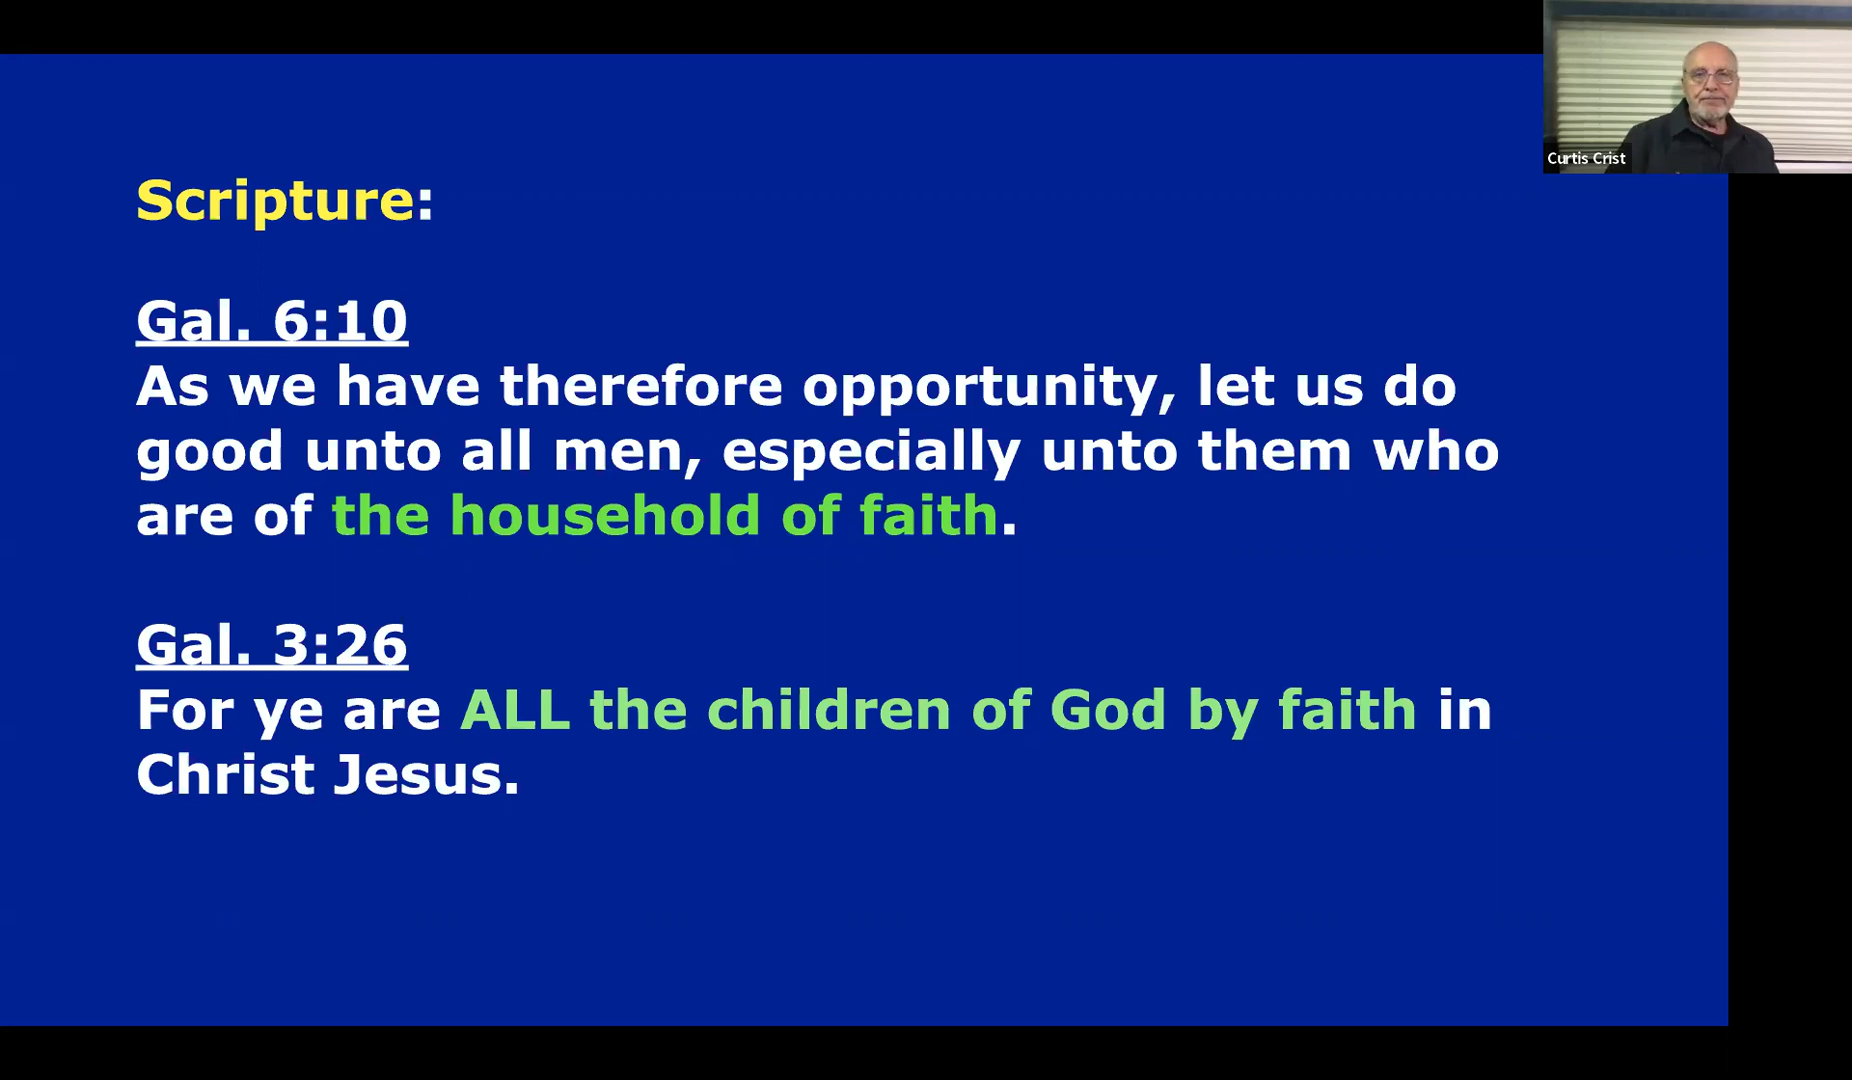 Curtis Crist
Scripture:
Gal. 6:10
As we have therefore opportunity, let us do
good unto all men, especially unto them who
are of the household of faith.
Gal. 3:26
For ye are ALL the children of God by faith in
Christ Jesus.